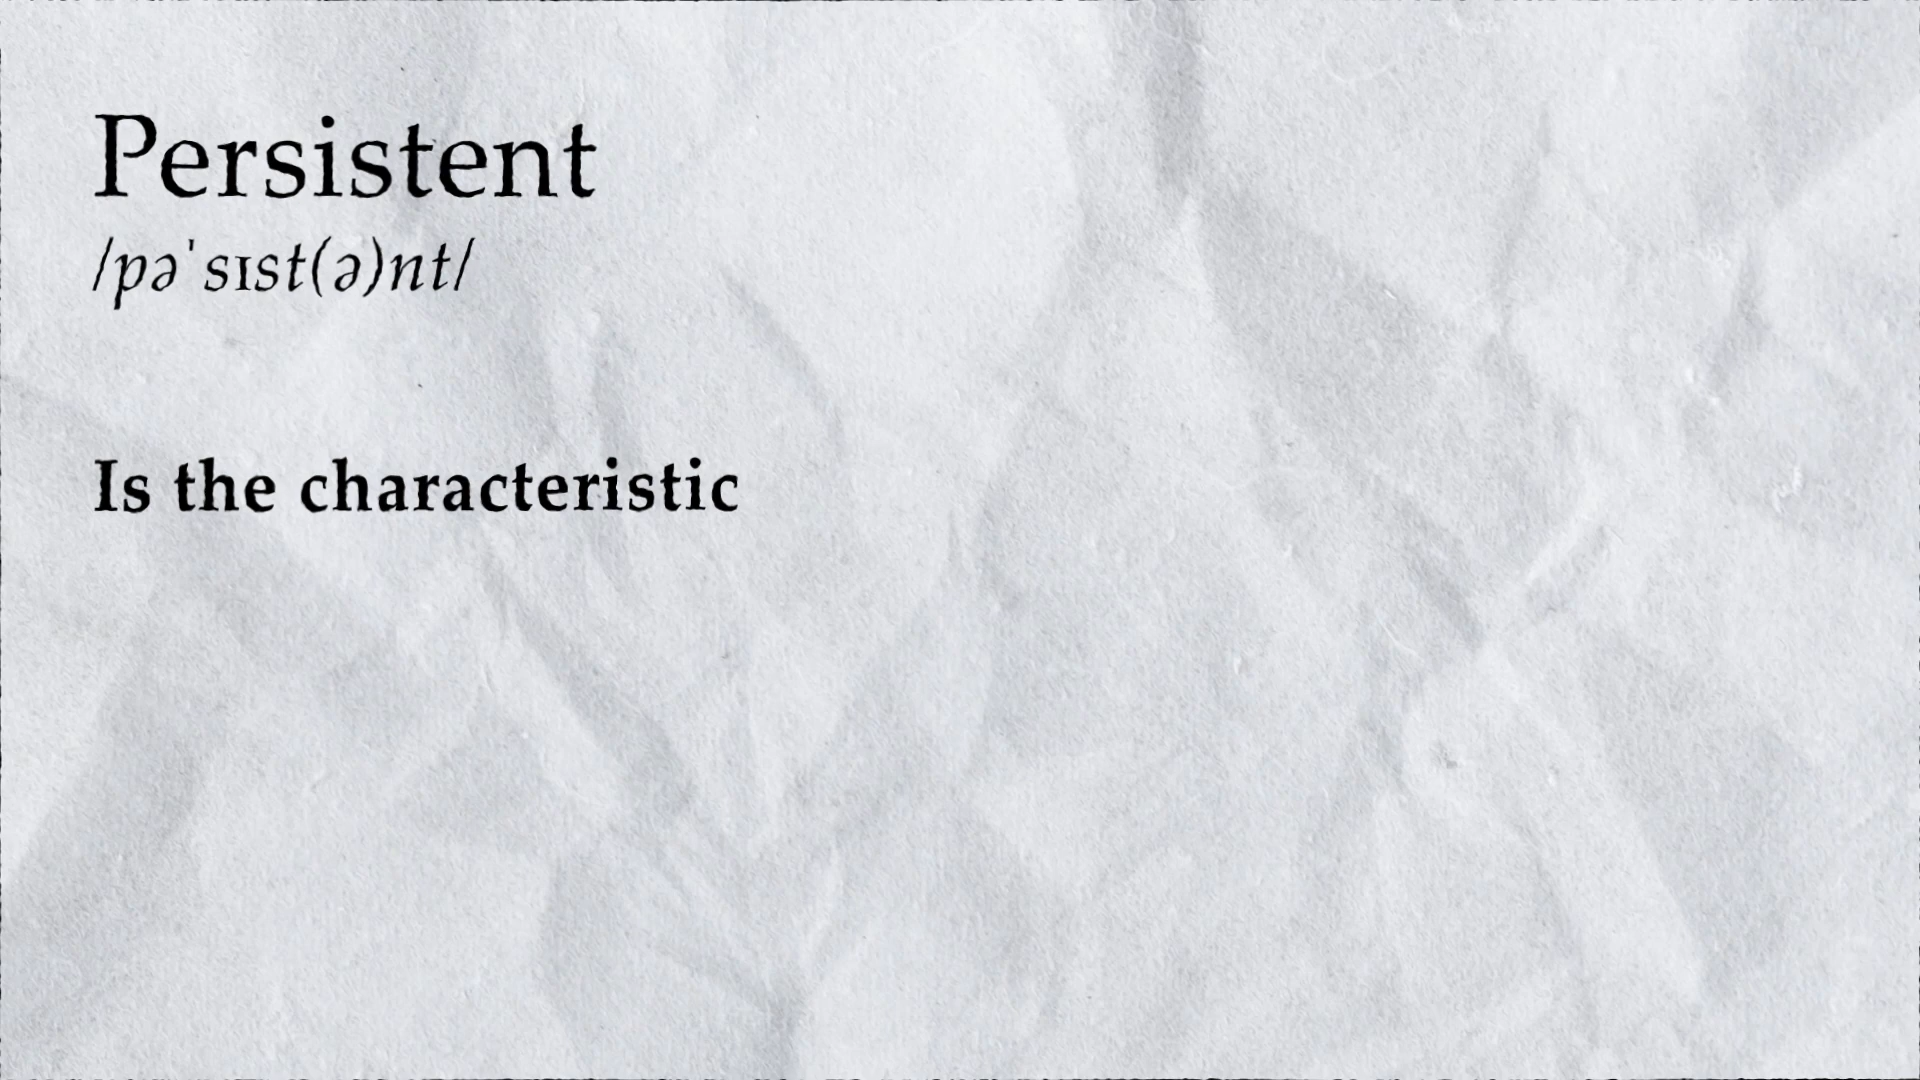 Persistent
/pəˈsɪst(ə)nt/
Is the characteristic